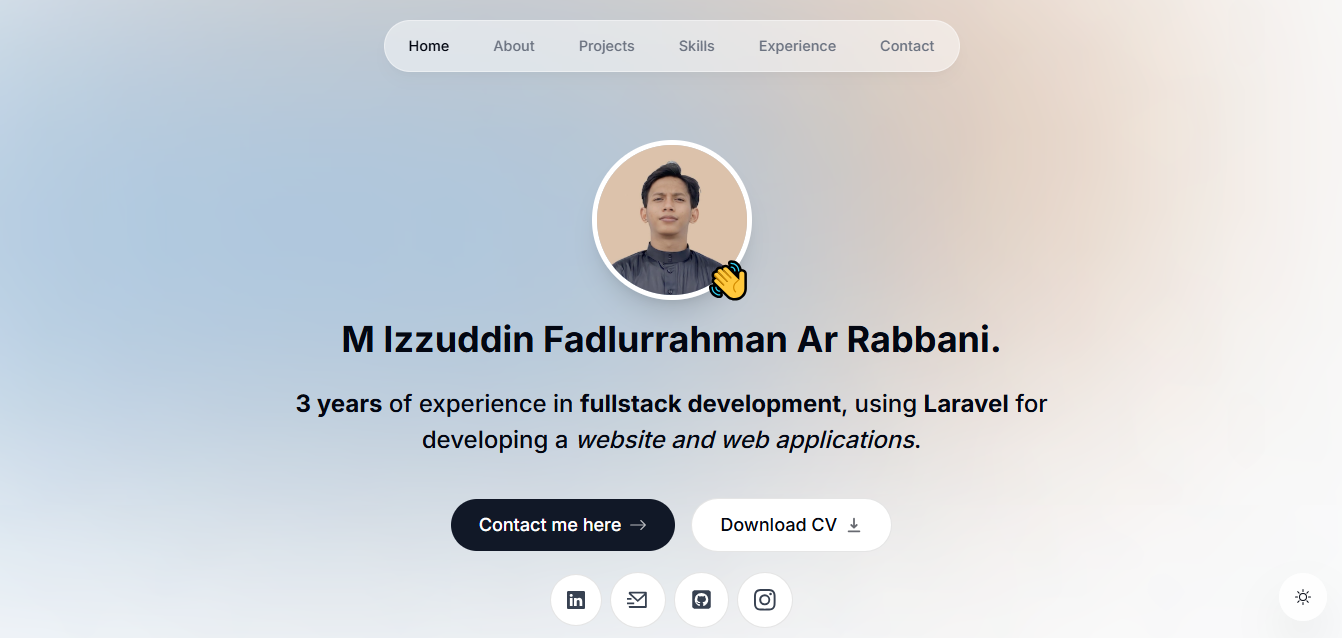 Home About Projects Skills Experience Contact
M Izzuddin Fadlurrahman Ar Rabbani.
3 years of experience in fullstack development, using Laravel for
developing a website and web applications.
Contact me here → Download CV
in